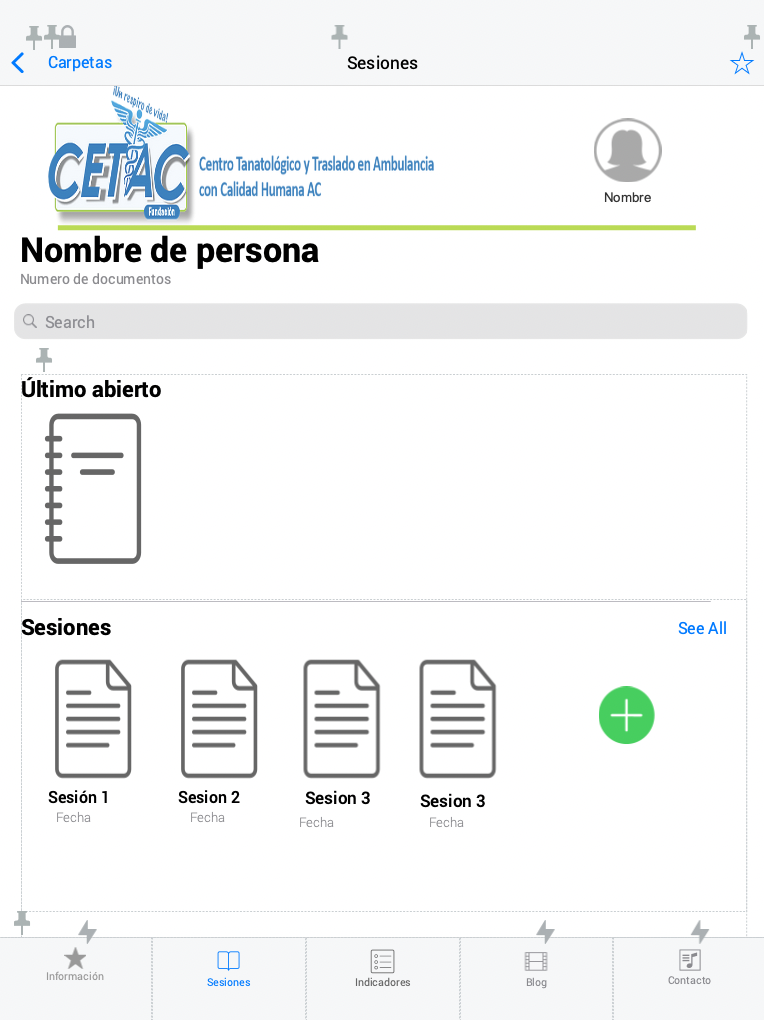 Carpetas
Sesiones
¡Un respiro de vida!
CETAC
Fundación
Centro Tanatológico y Traslado en Ambulancia
con Calidad Humana AC
Nombre
Nombre de persona
Numero de documentos
Search
Último abierto
Sesiones
See All
Sesión 1
Sesion 2
Sesion 3
Sesion 3
Fecha
Fecha
Fecha
Fecha
Información
Sesiones
Indicadores
Blog
Contacto